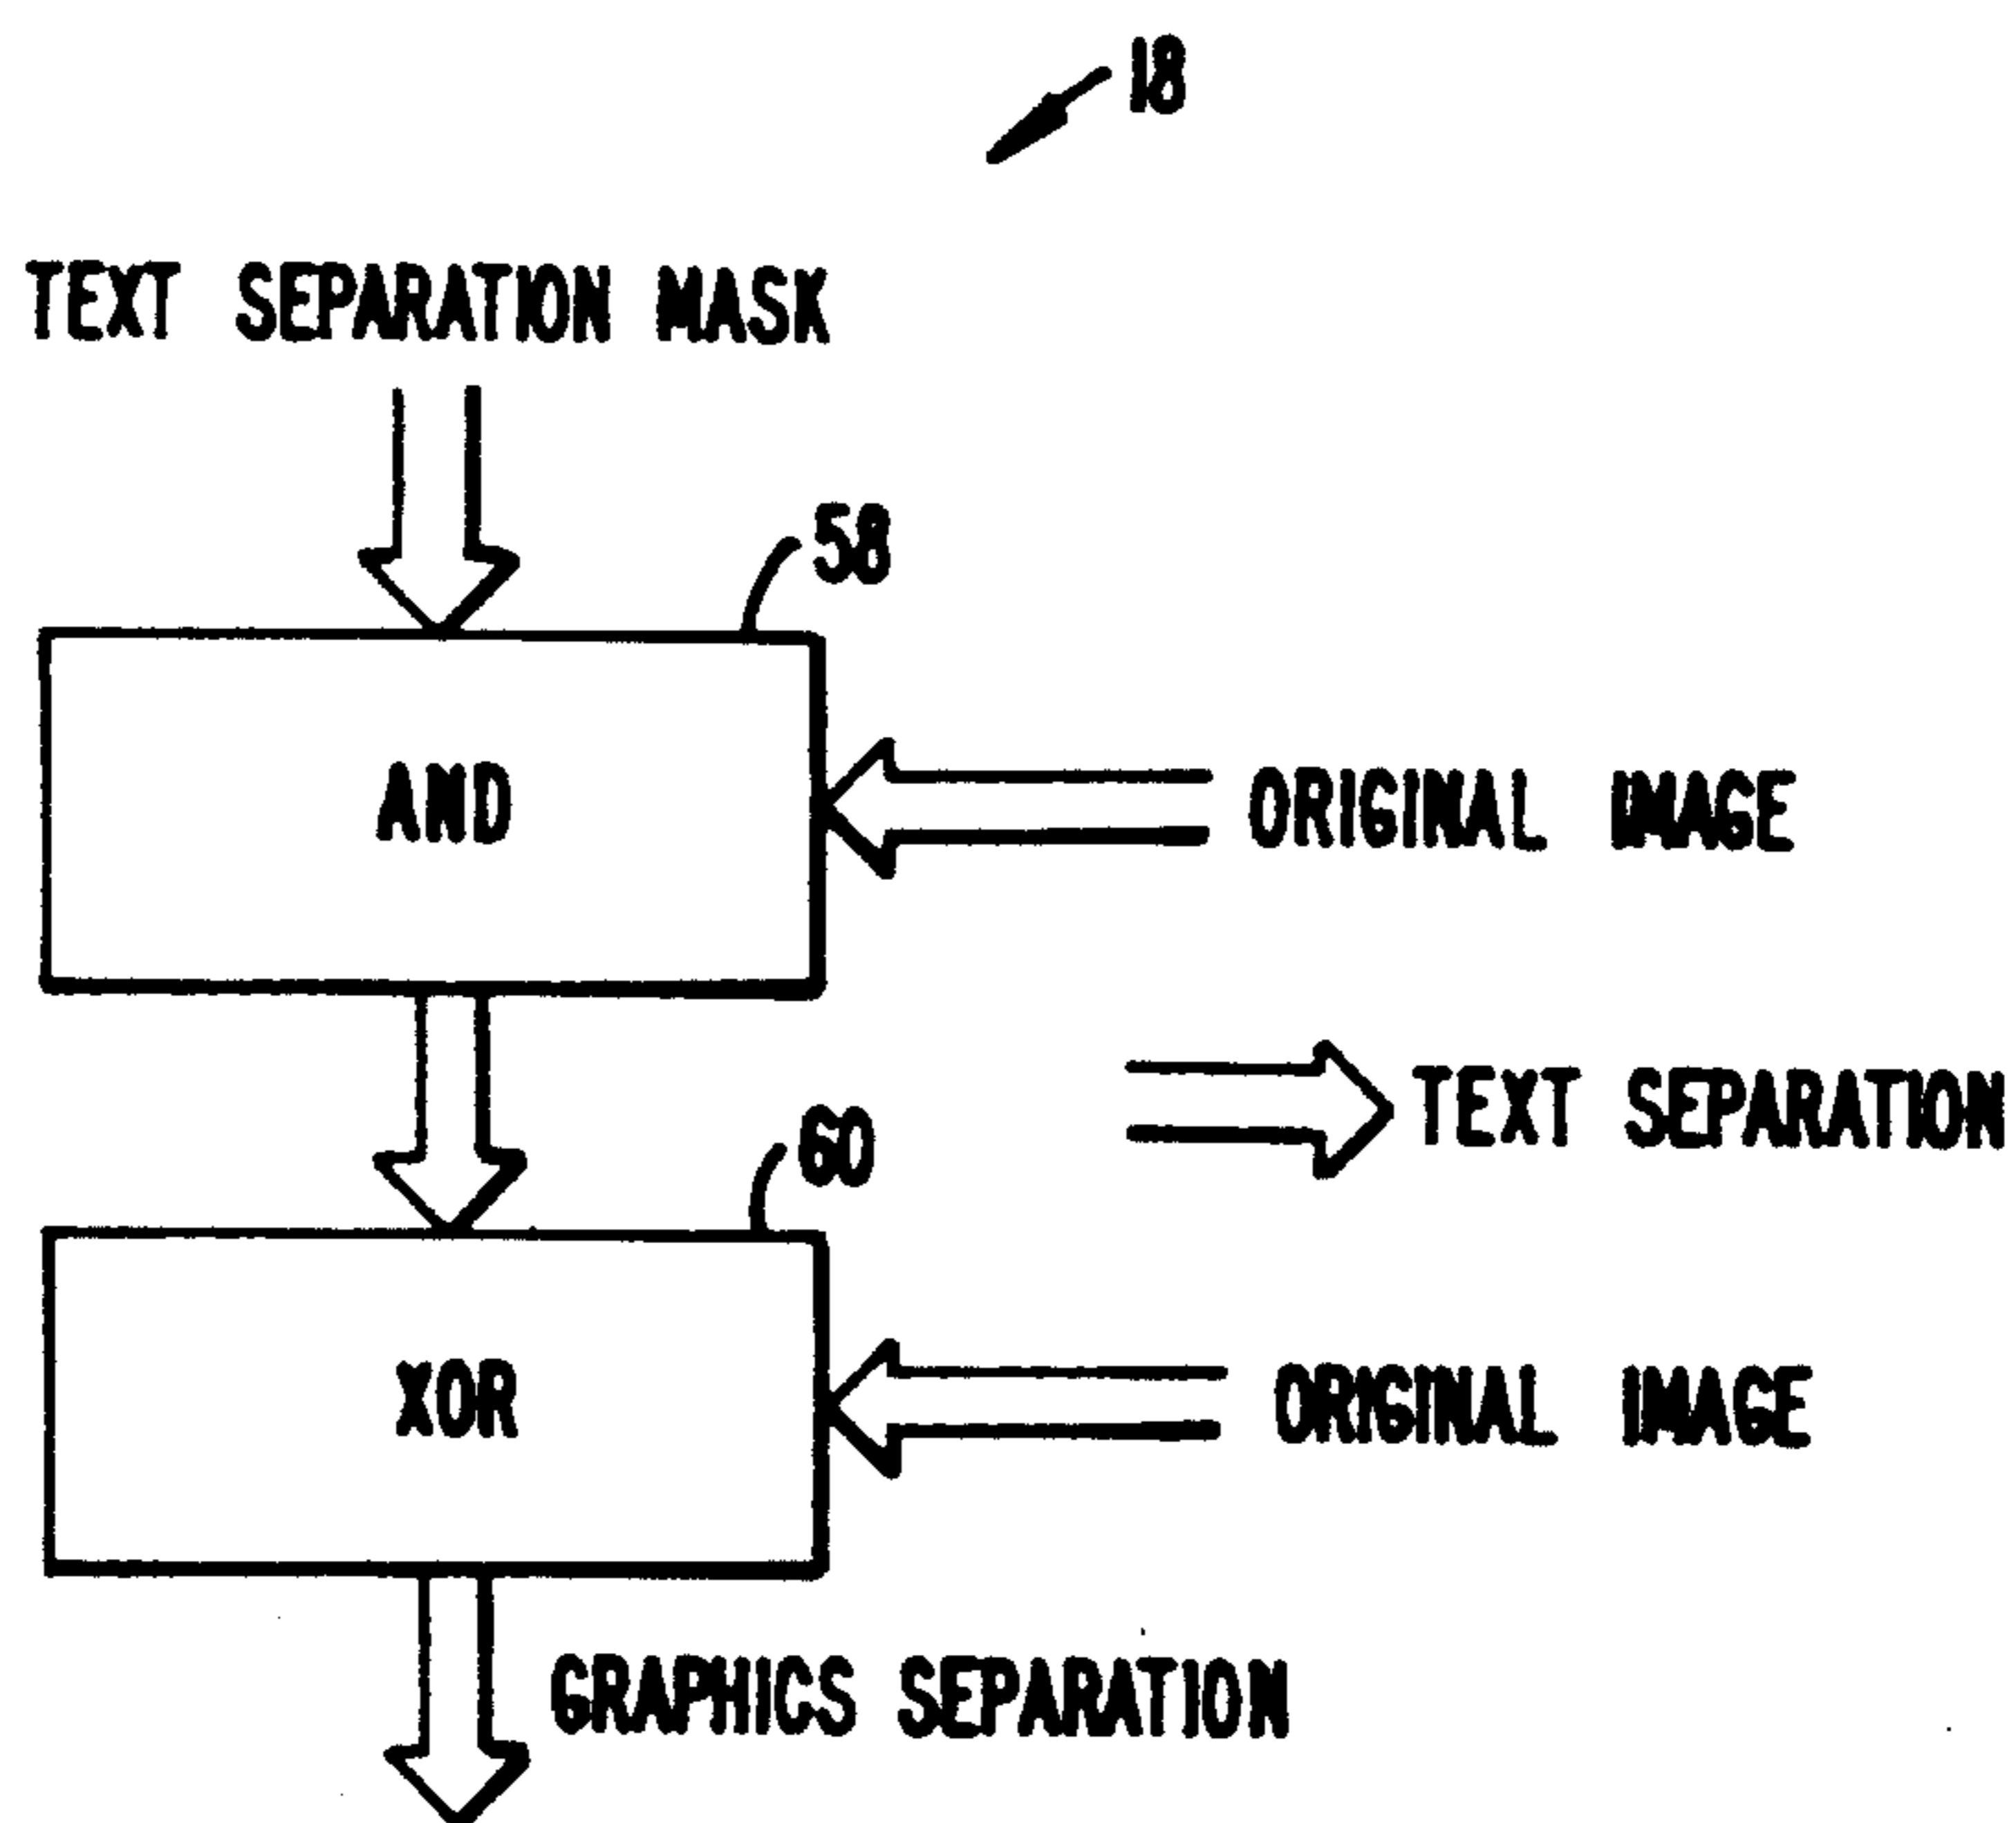 18
TEXT SEPARATION MASK
58
AND
ORIGINAL IMAGE
TEXT SEPARATION
60
XOR
ORIGINAL IMAGE
GRAPHICS SEPARATION